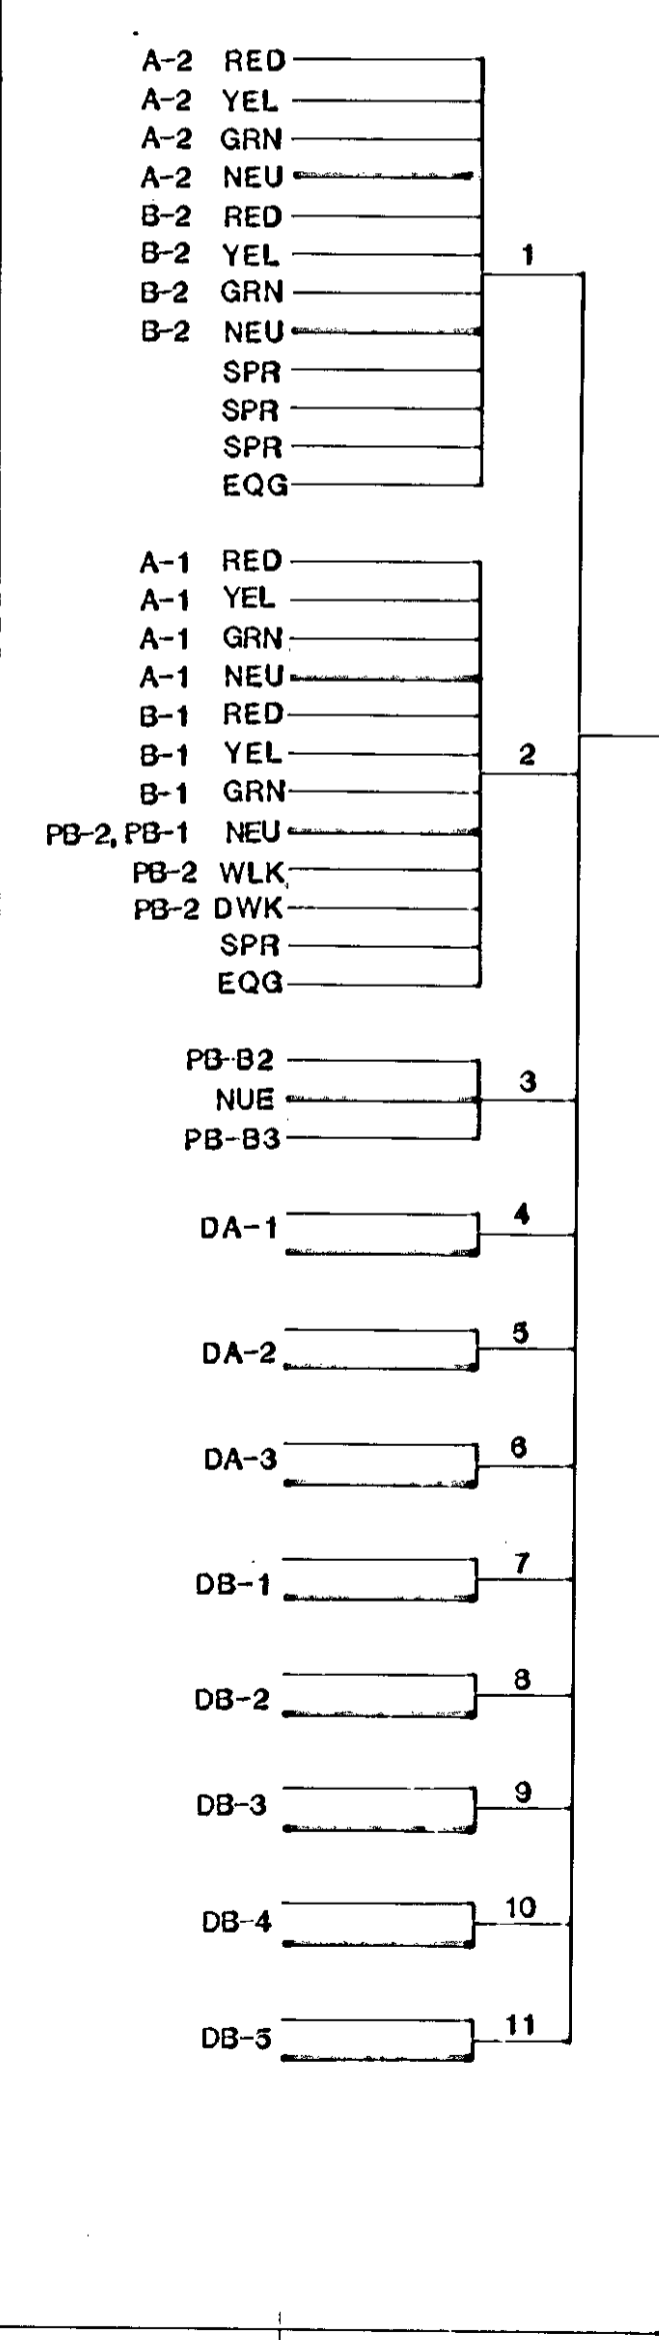 A-2 RED
A-2 YEL
A-2 GRN
A-2 NEU
B-2 RED
B-2 YEL
1
B-2 GRN
B-2 NEU
SPR
SPR
SPR
EQG
A-1 RED
A-1 YEL
A-1 GRN
A-1 NEU
B-1 RED
B-1 YEL
2
B-1 GRN
PB-2, PB-1 NEU
PB-2 WLK
PB-2 DWK
SPR
EQG
PB-B2
3
NUE
PB-B3
4
DA-1
5
DA-2
6
DA-3
7
DB-1
8
DB-2
9
DB-3
10
DB-4
11
DB-5